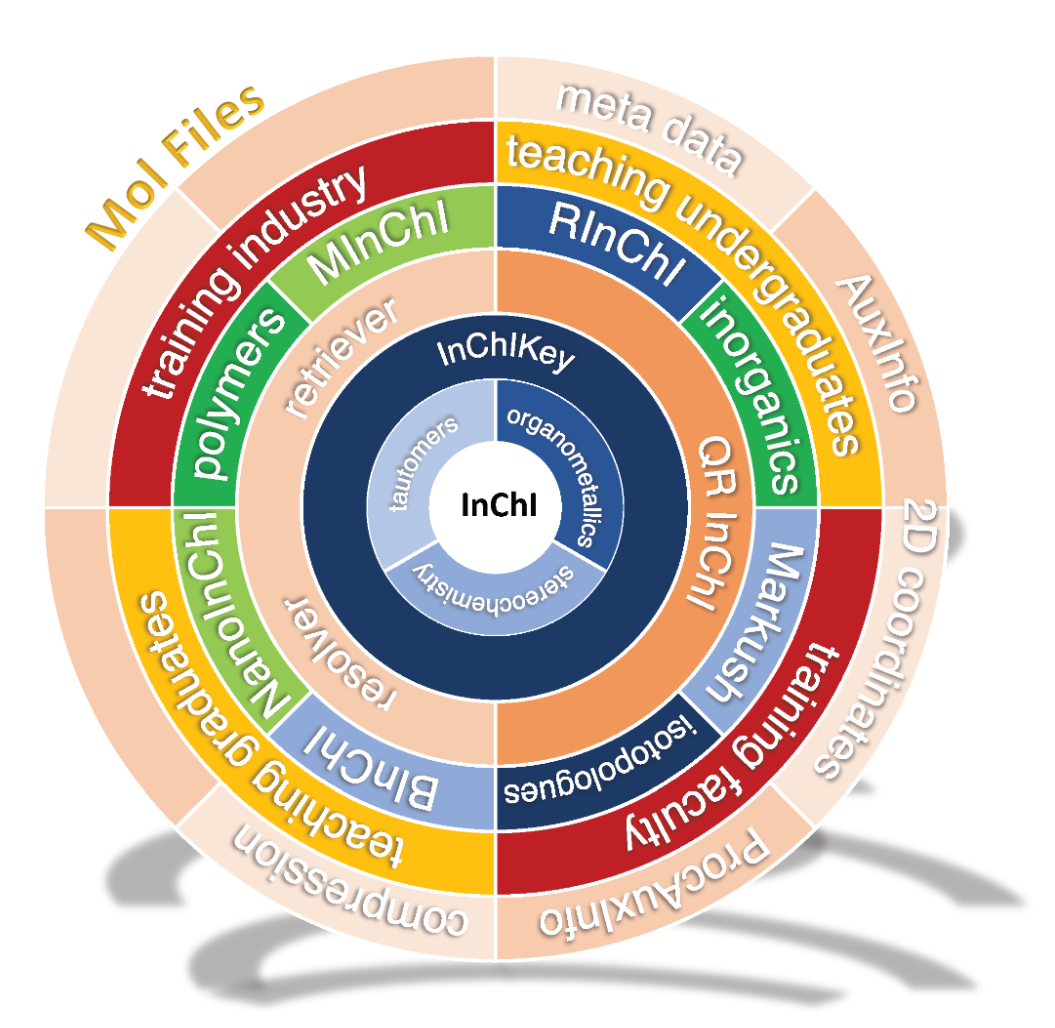 Mol Files
meta data
AuxInfo
2D coordinates
ProcAuxInfo
compression
training industry
teaching undergraduates
training faculty
teaching graduates
MInChI
RInChI
inorganics
Markush
isotopologues
BInChI
NanoInChI
polymers
retriever
QR InChI
resolver
InChIKey
tautomers
organometallics
stereochemistry
InChI